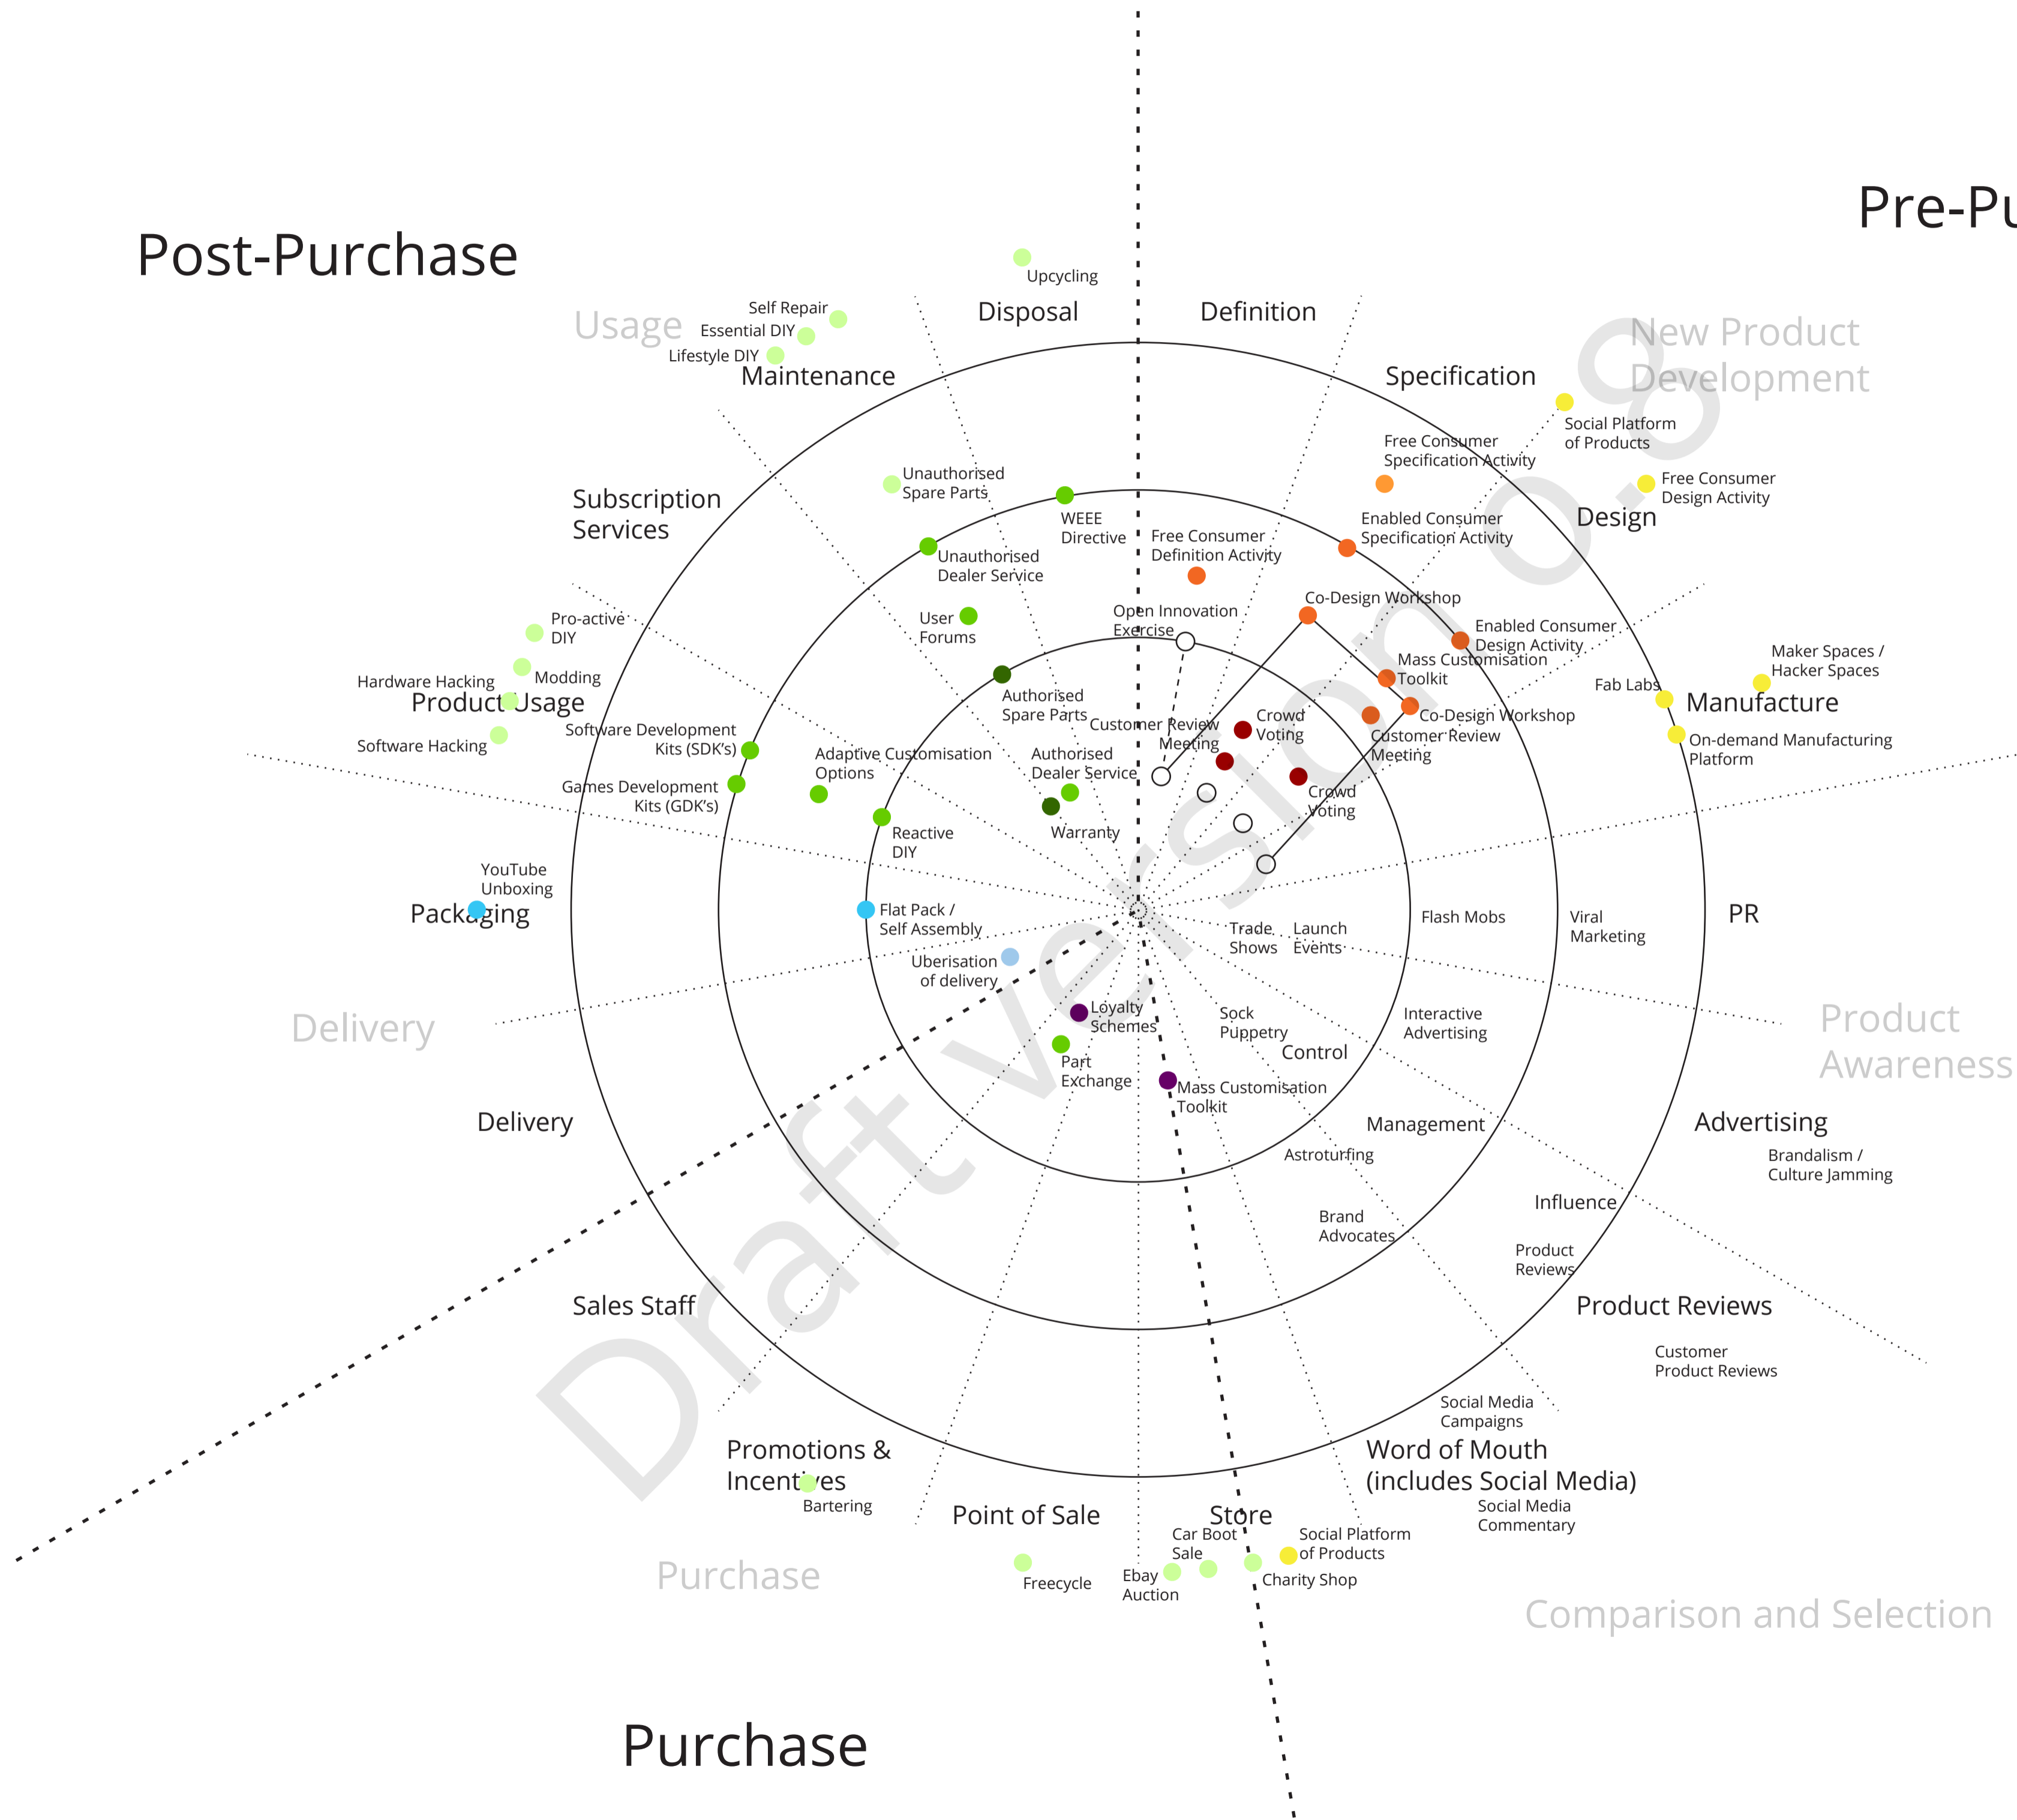 Pre-Pu
Post-Purchase
Upcycling
Disposal
Definition
Usage
Self Repair
Essential DIY
Lifestyle DIY
Maintenance
New Product
Development
Specification
Social Platform
of Products
Free Consumer
Specification Activity
Free Consumer
Design Activity
Design
Subscription
Services
Unauthorised
Spare Parts
WEEE
Directive
Free Consumer
Definition Activity
Enabled Consumer
Specification Activity
Unauthorised
Dealer Service
User
Forums
Open Innovation
Exercise
Co-Design Workshop
Enabled Consumer
Design Activity
Mass Customisation
Toolkit
Maker Spaces /
Hacker Spaces
Fab Labs
Manufacture
On-demand Manufacturing
Platform
Pro-active
DIY
Modding
Hardware Hacking
Product Usage
Software Hacking
Software Development
Kits (SDK's)
Games Development
Kits (GDK's)
Adaptive Customisation
Options
Reactive
DIY
Authorised
Spare Parts
Authorised
Dealer Service
Warranty
Customer Review
Meeting
Crowd
Voting
Co-Design Workshop
Customer Review
Meeting
Crowd
Voting
YouTube
Unboxing
Packaging
Flat Pack /
Self Assembly
Uberisation
of delivery
Trade
Shows
Launch
Events
Flash Mobs
Viral
Marketing
PR
Delivery
Loyalty
Schemes
Part
Exchange
Sock
Puppetry
Interactive
Advertising
Product
Awareness
Control
Mass Customisation
Toolkit
Delivery
Management
Advertising
Astroturfing
Brandalism /
Culture Jamming
Influence
Brand
Advocates
Product
Reviews
Sales Staff
Product Reviews
Customer
Product Reviews
Social Media
Campaigns
Promotions &
Incentives
Bartering
Word of Mouth
(includes Social Media)
Social Media
Commentary
Point of Sale
Store
Car Boot
Sale
Social Platform
of Products
Ebay
Auction
Charity Shop
Freecycle
Purchase
Comparison and Selection
Purchase
Draft version 0.8